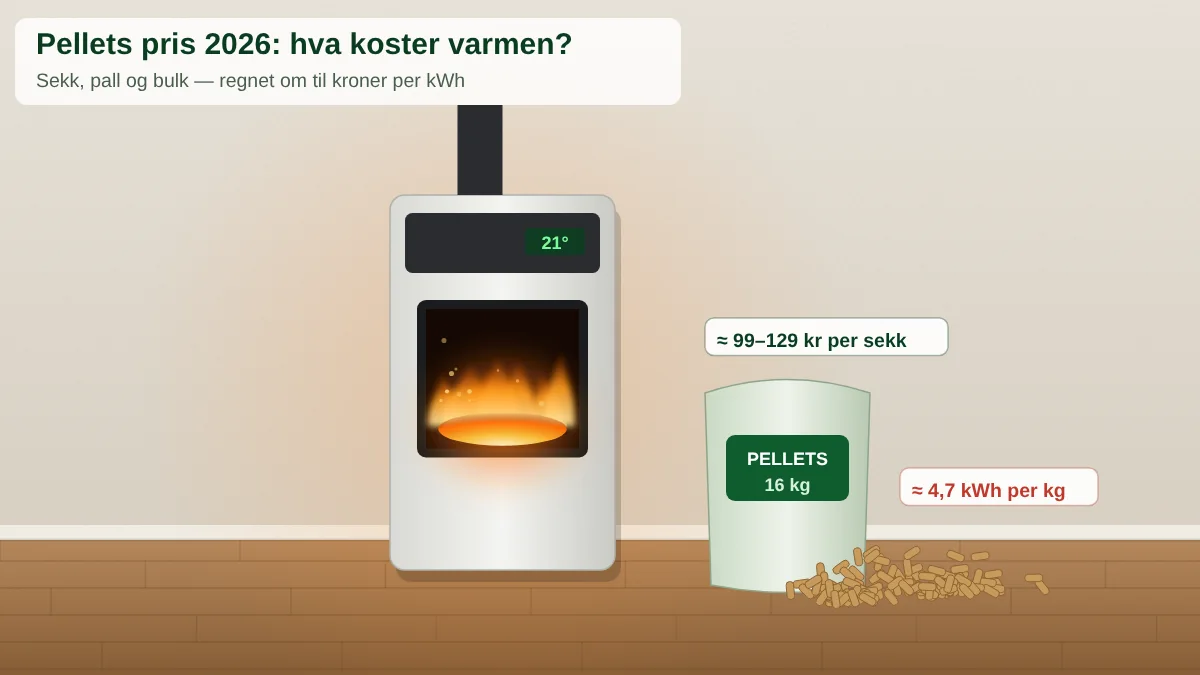 Pellets pris 2026: hva koster varmen?
Sekk, pall og bulk — regnet om til kroner per kWh
21°
≈ 99–129 kr per sekk
PELLETS
16 kg
≈ 4,7 kWh per kg